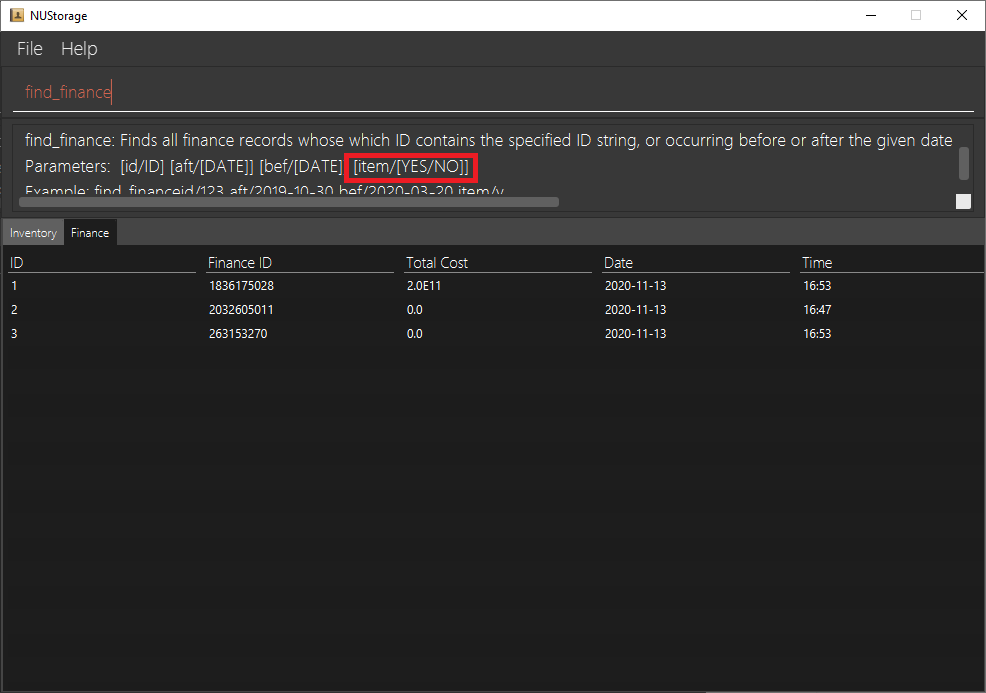 NUStorage
File Help
find_finance
find_finance: Finds all finance records whose which ID contains the specified ID string, or occurring before or after the given date
Parameters: [id/ID] [aft/[DATE]] [bef/[DATE] [item/[YES/NO]]
Example: find_financeid/123 aft/2019-10-30 bef/2020-03-20 item/y
Inventory Finance
ID Finance ID Total Cost Date Time
1 1836175028 2.0E11 2020-11-13 16:53
2 2032605011 0.0 2020-11-13 16:47
3 263153270 0.0 2020-11-13 16:53